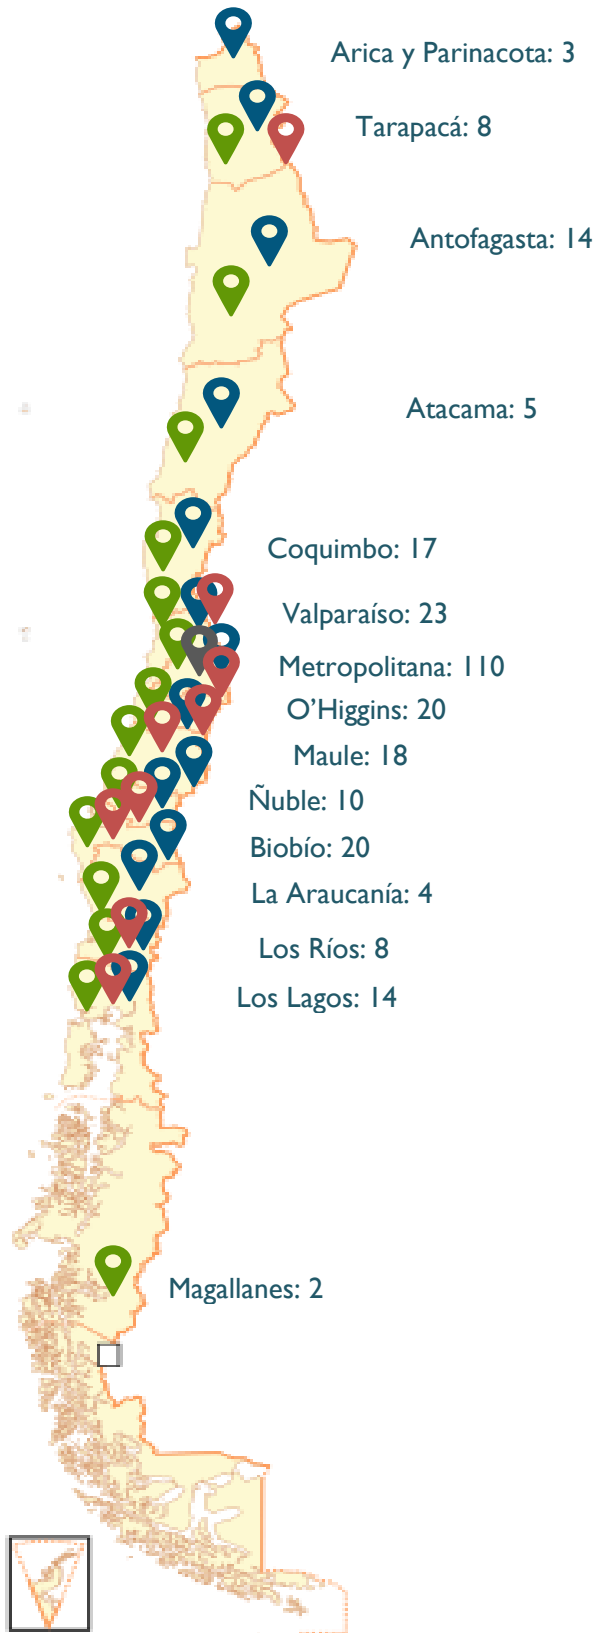 Arica y Parinacota: 3
Tarapacá: 8
Antofagasta: 14
Atacama: 5
Coquimbo: 17
Valparaíso: 23
Metropolitana: 110
O’Higgins: 20
Maule: 18
Ñuble: 10
Biobío: 20
La Araucanía: 4
Los Ríos: 8
Los Lagos: 14
Magallanes: 2